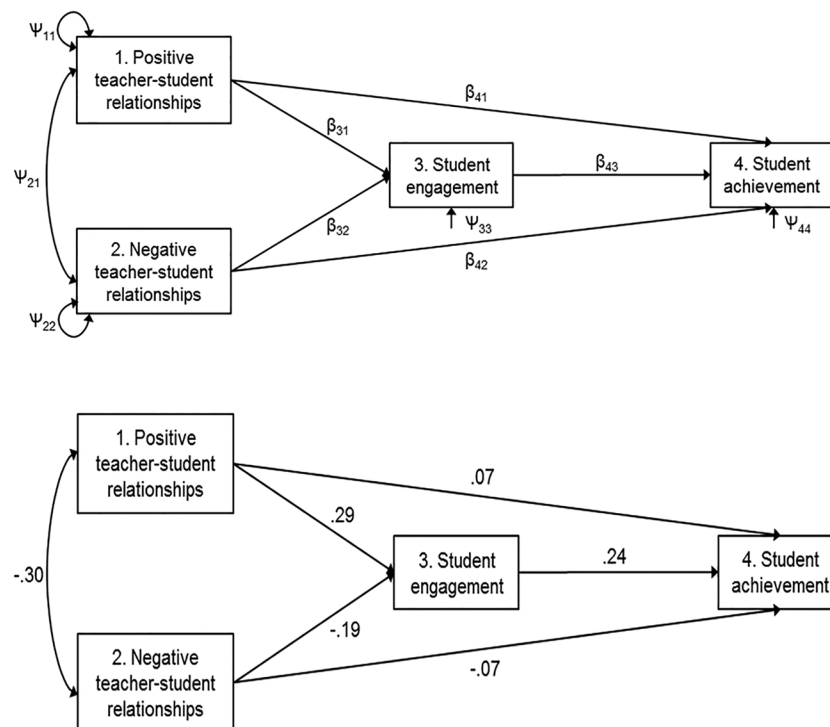 Ψ11
1. Positive
teacher-student
relationships
β41
β31
Ψ21
3. Student
engagement
β43
4. Student
achievement
Ψ33
Ψ44
β32
2. Negative
teacher-student
relationships
β42
Ψ22
1. Positive
teacher-student
relationships
.07
.29
-.30
3. Student
engagement
.24
4. Student
achievement
-.19
2. Negative
teacher-student
relationships
-.07